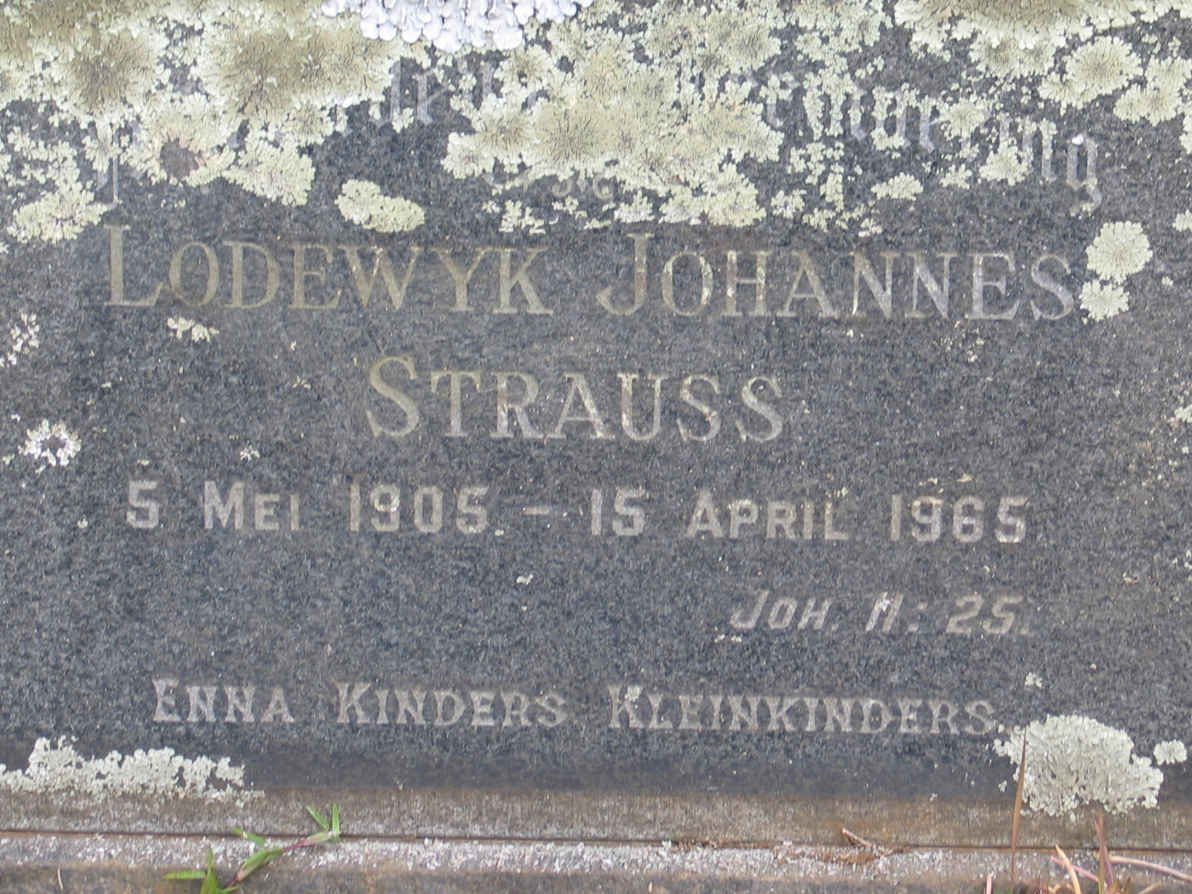 LODEWYK JOHANNES
STRAUSS
5 MEI 1905 – 15 APRIL 1965
JOH. 11: 25.
ENNA KINDERS KLEINKINDERS